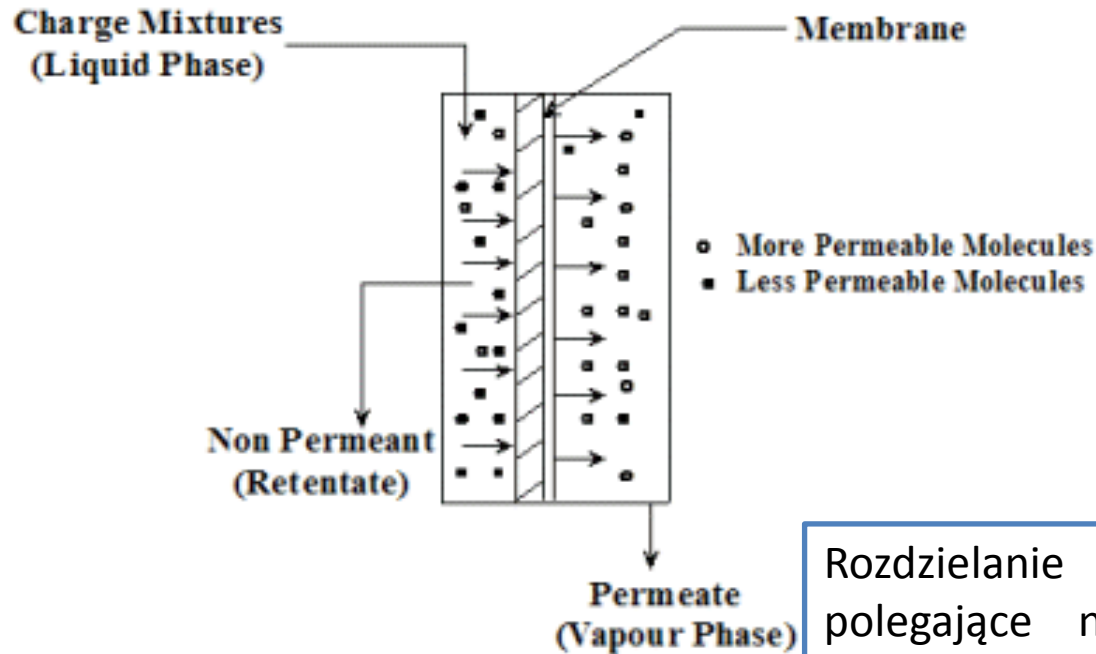 Charge Mixtures
(Liquid Phase)
Membrane
More Permeable Molecules
Less Permeable Molecules
Non Permeant
(Retentate)
Permeate
(Vapour Phase)
Rozdzielanie
polegające